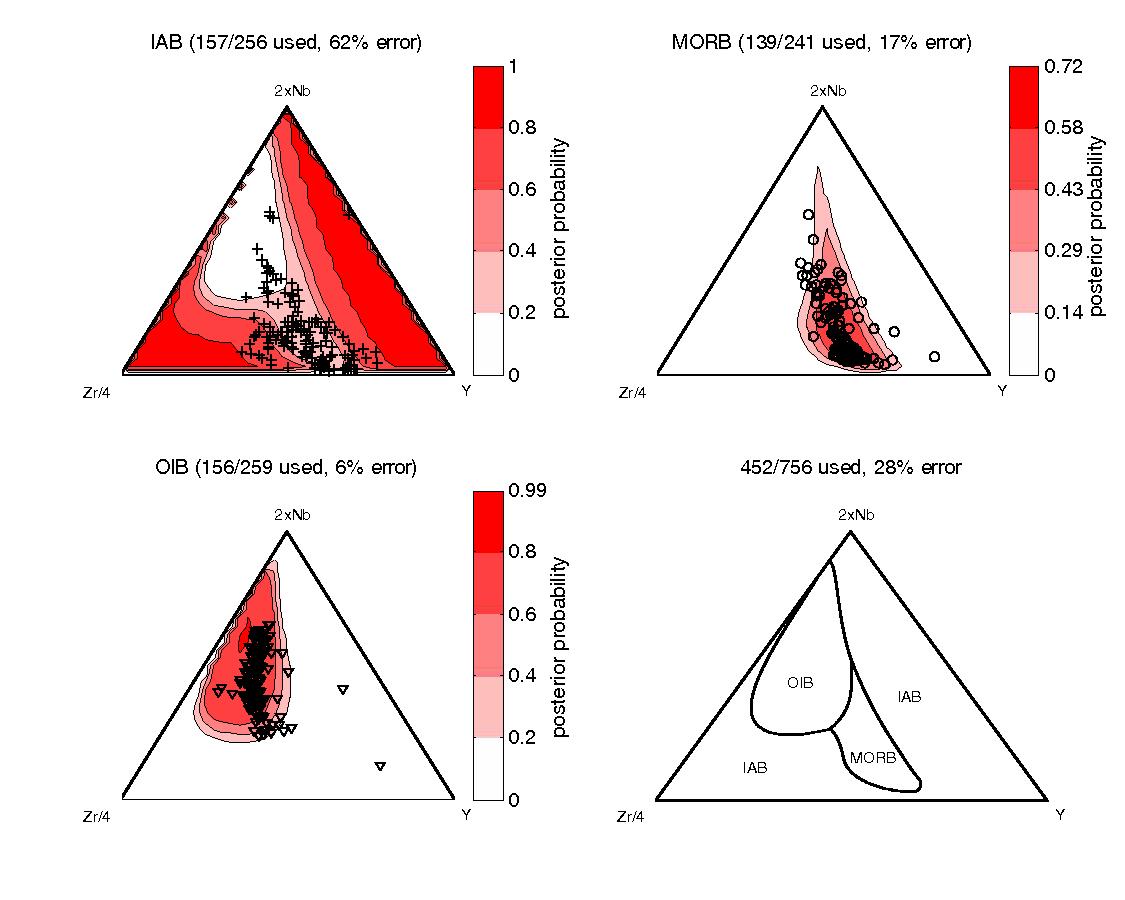 IAB (157/256 used, 62% error)
2xNb
Zr/4
Y
1
0.8
0.6
0.4
0.2
0
posterior probability
MORB (139/241 used, 17% error)
2xNb
Zr/4
Y
0.72
0.58
0.43
0.29
0.14
0
posterior probability
OIB (156/259 used, 6% error)
2xNb
Zr/4
Y
0.99
0.8
0.6
0.4
0.2
0
posterior probability
452/756 used, 28% error
2xNb
OIB
IAB
MORB
IAB
Zr/4
Y